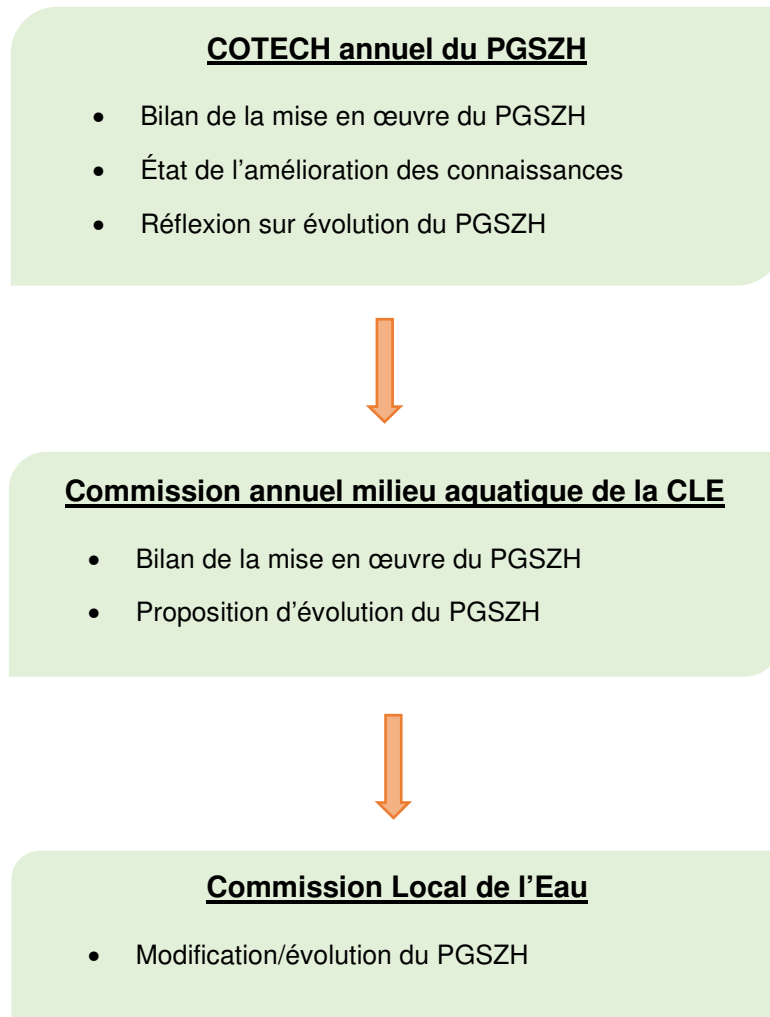 COTECH annuel du PGSZH
• Bilan de la mise en œuvre du PGSZH
• État de l'amélioration des connaissances
• Réflexion sur évolution du PGSZH
Commission annuel milieu aquatique de la CLE
• Bilan de la mise en œuvre du PGSZH
• Proposition d'évolution du PGSZH
Commission Local de l'Eau
• Modification/évolution du PGSZH